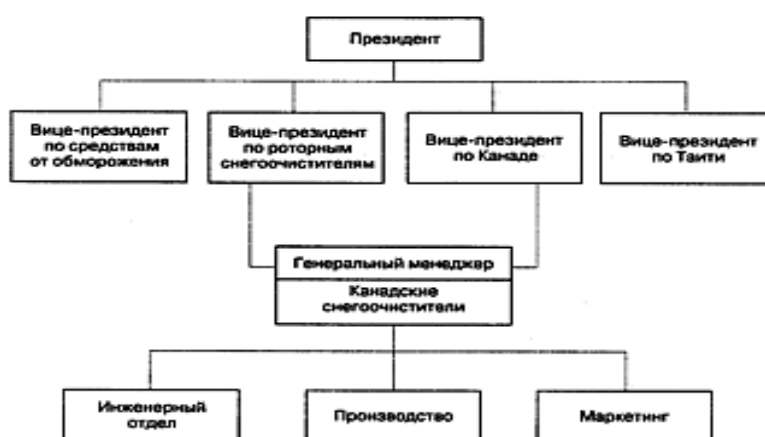 Президент
Вице-президент
по средствам
от обморожения
Вице-президент
по роторным
снегоочистителям
Вице-президент
по Канаде
Вице-президент
по Таити
Генеральный менеджер
Канадские
снегоочистители
Инженерный
отдел
Производство
Маркетинг